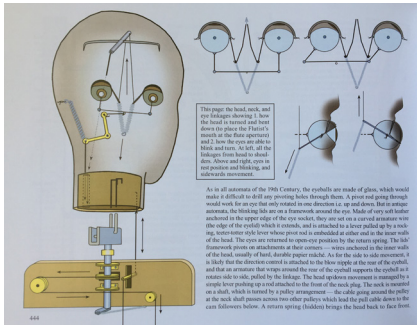 This page: the head, neck, and
eye linkages showing 1. how
the head is turned and bent
down (to place the Flutist's
mouth at the flute aperture)
and 2. how the eyes are able to
blink and turn. At left, all the
linkages from head to shoul-
ders. Above and right, eyes in
rest position and blinking, and
sidewards movement.
As in all automata of the 19th Century, the eyeballs are made of glass, which would
make it difficult to drill any pivoting holes through them. A pivot rod going through
would work for an eye that only rotated in one direction i.e. up and down. But in antique
automata, the blinking lids are on a framework around the eye. Made of very soft leather
anchored in the upper edge of the eye socket, they are set on a curved armature wire
(the edge of the eyelid) which it extends, and is attached to a lever pulled by a rock-
ing, teeter-totter style lever whose pivot rod is embedded at either end in the inner walls
of the head. The eyes are returned to open-eye position by the return spring. The lids'
framework pivots on attachments at their corners — wires anchored in the inner walls
of the head, usually of hard, durable papier mâché. As for the side to side movement, it
is likely that the direction control is attached to the blow nipple at the rear of the eyeball,
and that an armature that wraps around the rear of the eyeball supports the eyeball as it
rotates side to side, pulled by the linkage. The head up/down movement is managed by a
simple lever pushing up a rod attached to the front of the neck plug. The neck is mounted
on a shaft, which is turned by a pulley arrangement — the cable going around the pulley
at the neck shaft passes across two other pulleys which lead the pull cable down to the
cam followers below. A return spring (hidden) brings the head back to face front.